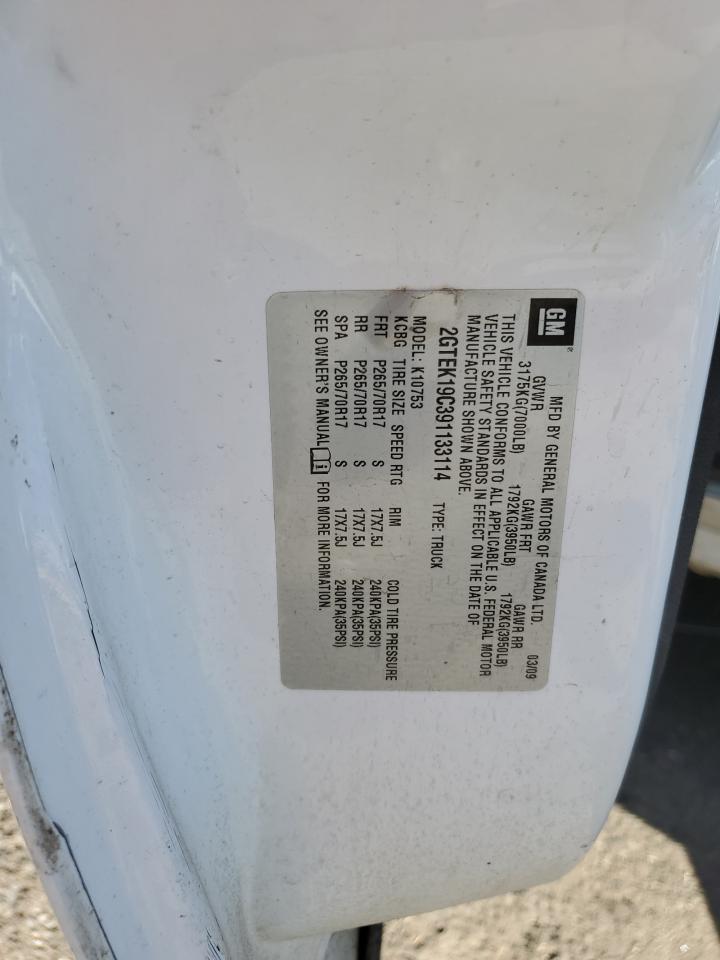 GM
MFD BY GENERAL MOTORS OF CANADA LTD. 03/09
GVWR GAWR FRT GAWR RR
3175KG(7000LB) 1792KG(3950LB) 1792KG(3950LB)
THIS VEHICLE CONFORMS TO ALL APPLICABLE U.S. FEDERAL MOTOR
VEHICLE SAFETY STANDARDS IN EFFECT ON THE DATE OF
MANUFACTURE SHOWN ABOVE.
2GTEK19C391133114 TYPE: TRUCK
MODEL: K10753
KCBG TIRE SIZE SPEED RTG RIM COLD TIRE PRESSURE
FRT P265/70R17 S 17X7.5J 240KPA(35PSI)
RR P265/70R17 S 17X7.5J 240KPA(35PSI)
SPA P265/70R17 S 17X7.5J 240KPA(35PSI)
SEE OWNER'S MANUAL i FOR MORE INFORMATION.